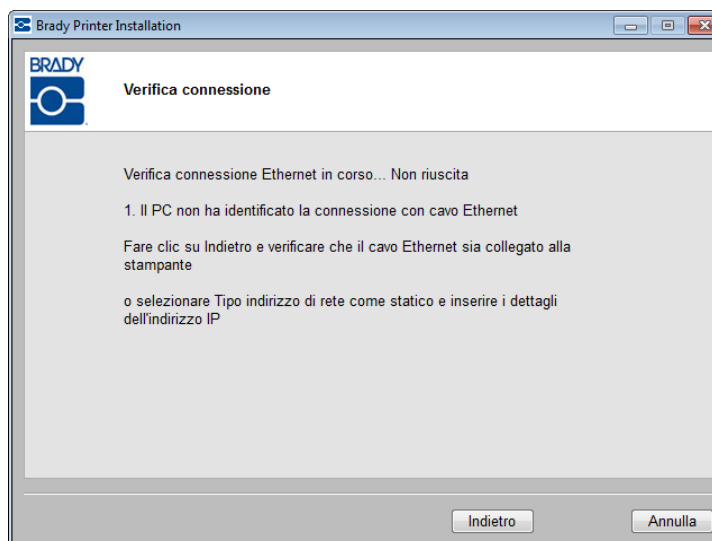 Brady Printer Installation
BRADY
Verifica connessione
Verifica connessione Ethernet in corso... Non riuscita
1. Il PC non ha identificato la connessione con cavo Ethernet
Fare clic su Indietro e verificare che il cavo Ethernet sia collegato alla
stampante
o selezionare Tipo indirizzo di rete come statico e inserire i dettagli
dell'indirizzo IP
Indietro
Annulla